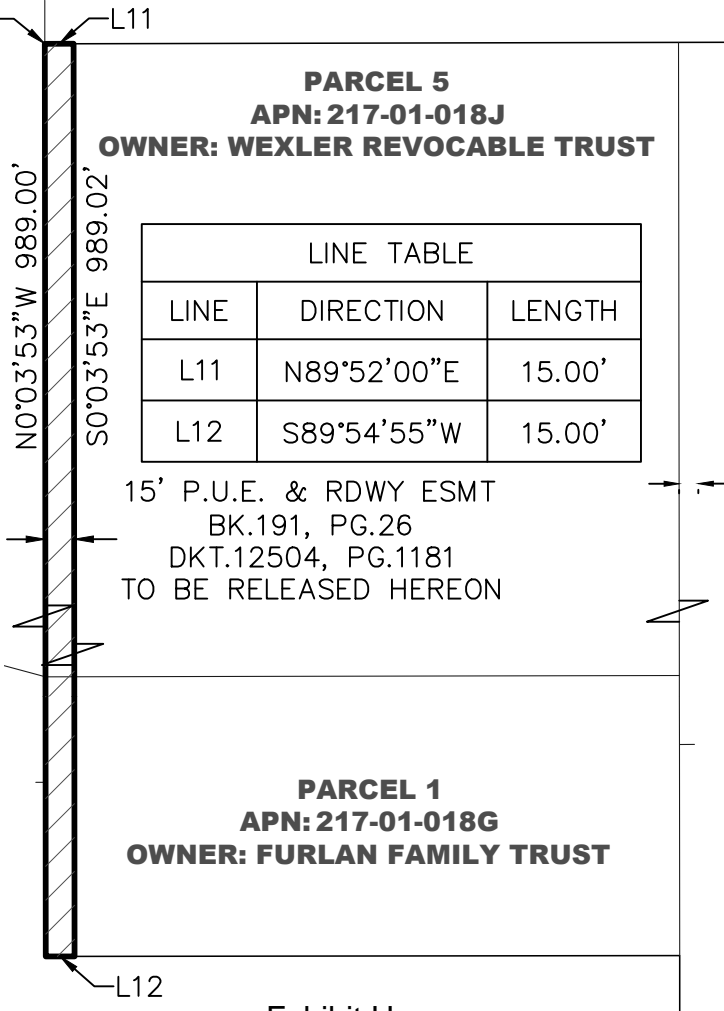 L11
PARCEL 5
APN: 217-01-018J
OWNER: WEXLER REVOCABLE TRUST
N0°03'53"W 989.00'
S0°03'53"E 989.02'
LINE TABLE
LINE DIRECTION LENGTH
L11 N89°52'00"E 15.00'
L12 S89°54'55"W 15.00'
15' P.U.E. & RDWY ESMT
BK.191, PG.26
DKT.12504, PG.1181
TO BE RELEASED HEREON
PARCEL 1
APN: 217-01-018G
OWNER: FURLAN FAMILY TRUST
L12